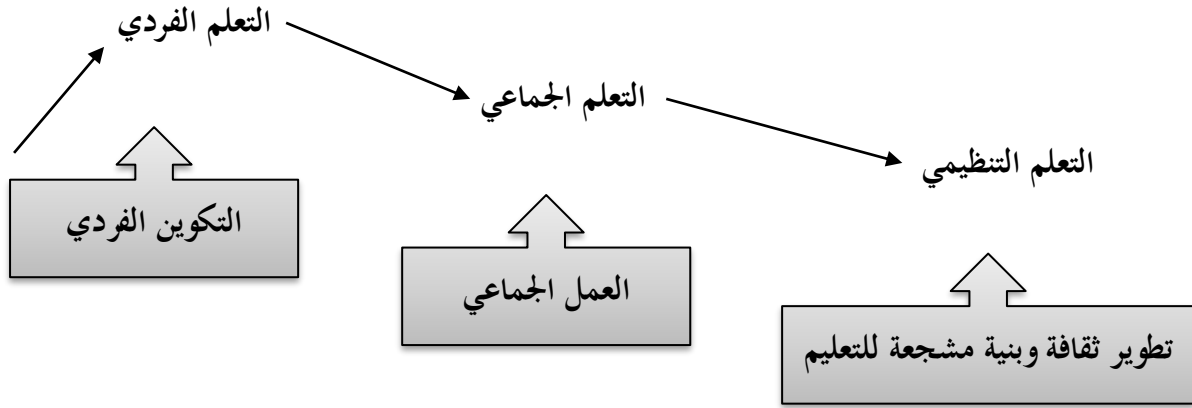 التعلم الفردي
التعلم الجماعي
التعلم التنظيمي
التكوين الفردي
العمل الجماعي
تطوير ثقافة وبنية مشجعة للتعليم